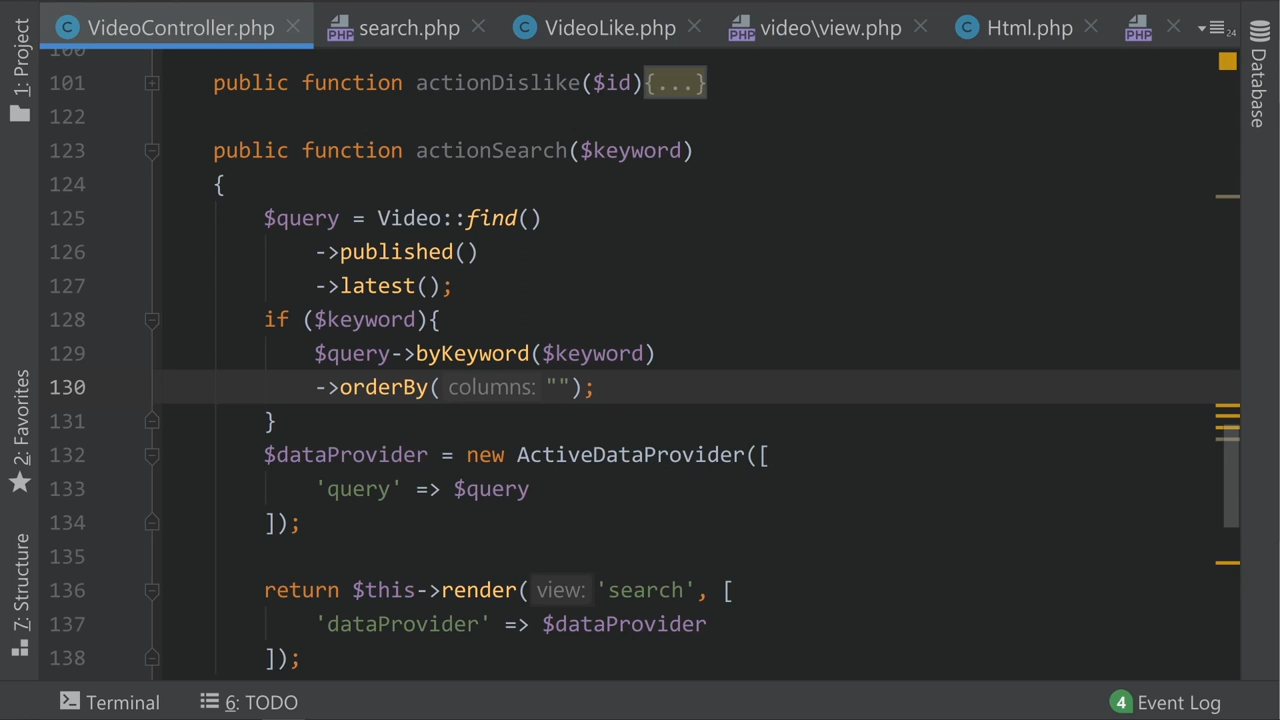 VideoController.php
search.php
VideoLike.php
video\view.php
Html.php
24
1: Project
2: Favorites
7: Structure
Database
101 public function actionDislike($id){...}
122
123 public function actionSearch($keyword)
124 {
125 $query = Video::find()
126 ->published()
127 ->latest();
128 if ($keyword){
129 $query->byKeyword($keyword)
130 ->orderBy( columns: "");
131 }
132 $dataProvider = new ActiveDataProvider([
133 'query' => $query
134 ]);
135
136 return $this->render( view: 'search', [
137 'dataProvider' => $dataProvider
138 ]);
Terminal
6: TODO
4 Event Log